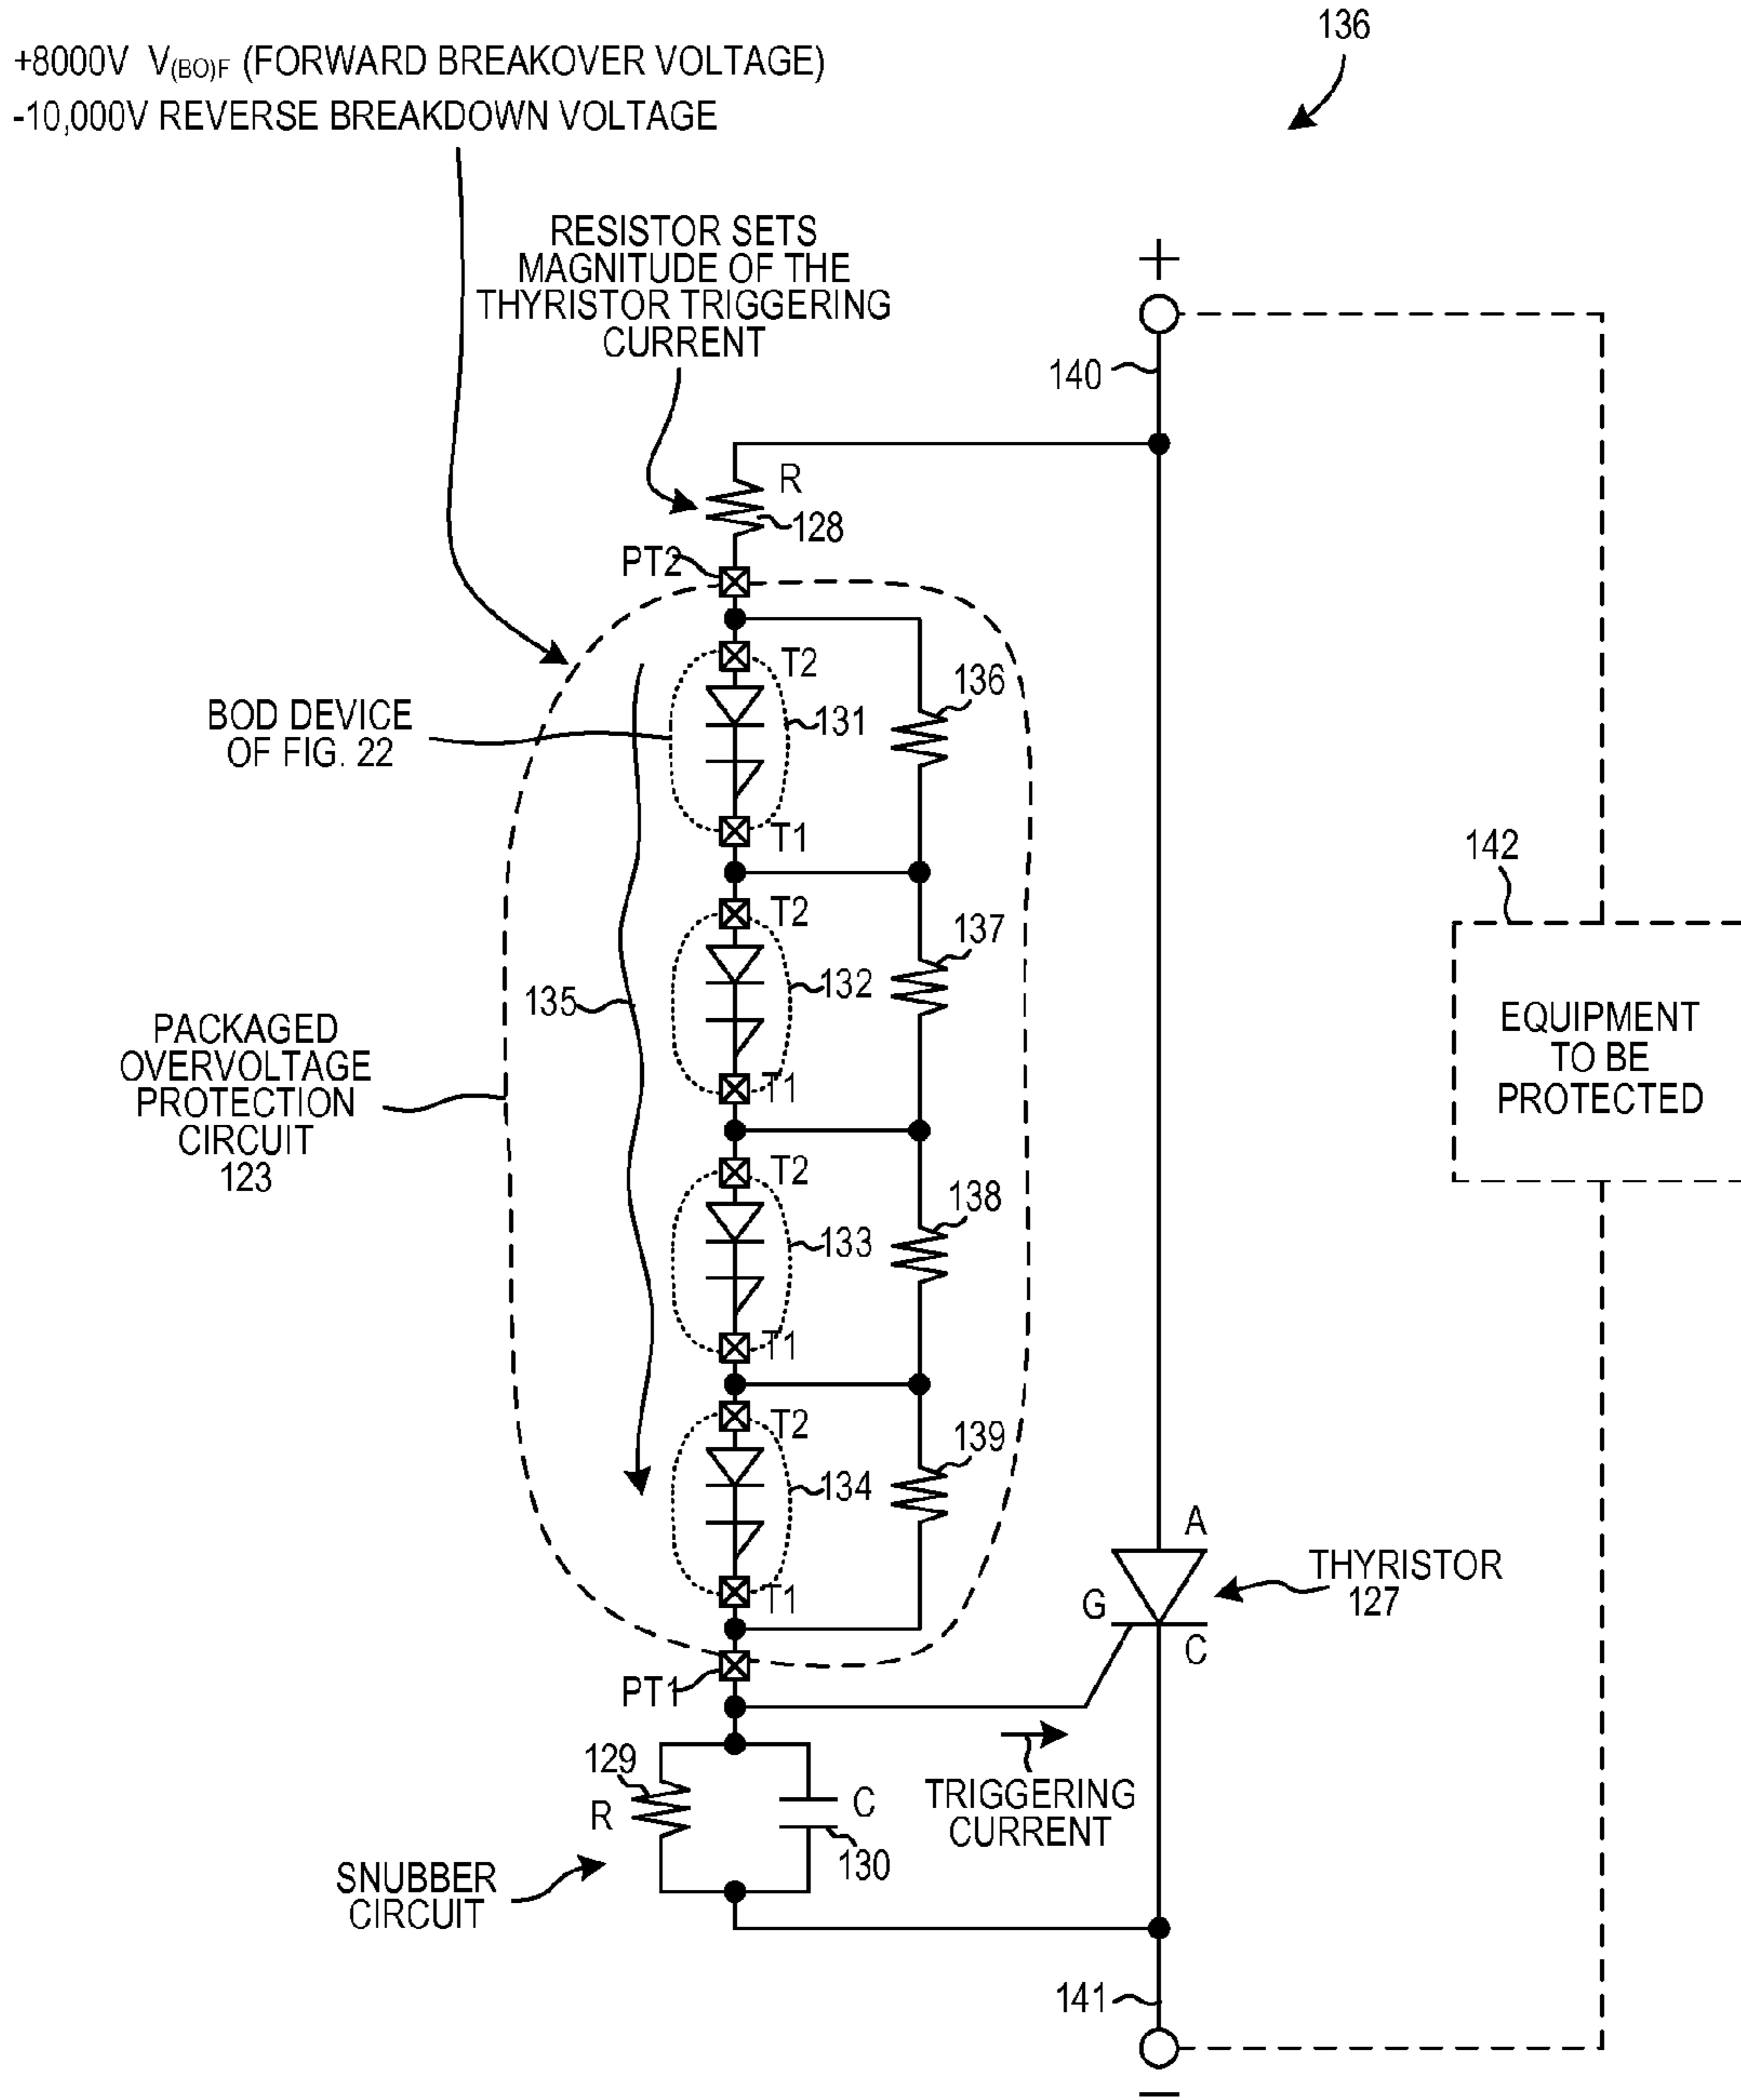 136
+8000V V(BO)F (FORWARD BREAKOVER VOLTAGE)
-10,000V REVERSE BREAKDOWN VOLTAGE
RESISTOR SETS
MAGNITUDE OF THE
THYRISTOR TRIGGERING
CURRENT
+
140
R
128
PT2
T2
136
BOD DEVICE
OF FIG. 22
131
T1
142
T2
137
132
135
EQUIPMENT
TO BE
PROTECTED
PACKAGED
OVERVOLTAGE
PROTECTION
CIRCUIT
123
T1
T2
138
133
T1
T2
139
134
A
THYRISTOR
127
G
C
T1
PT1
129
R
C
130
TRIGGERING
CURRENT
SNUBBER
CIRCUIT
141
–